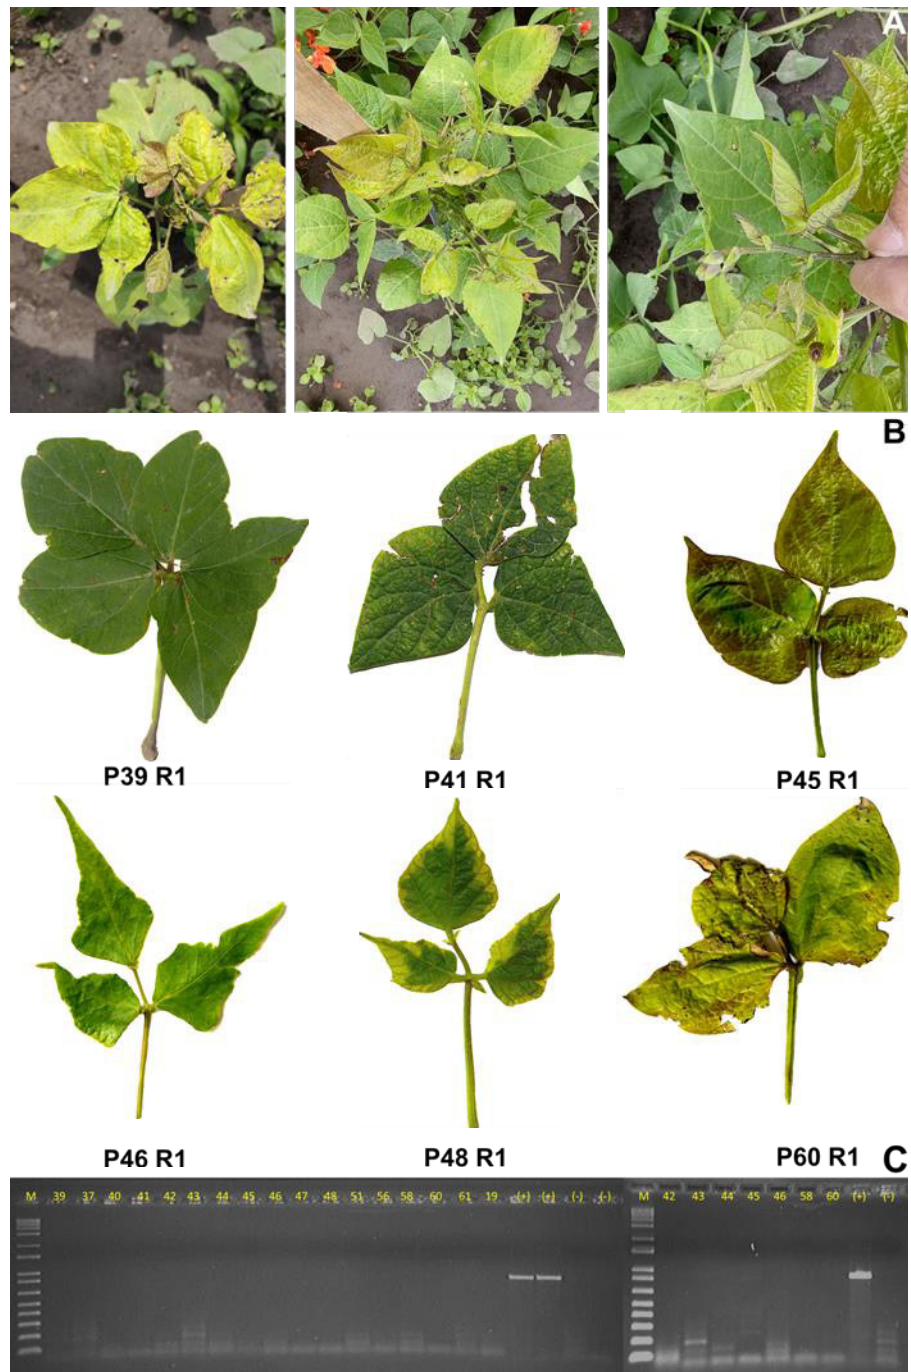 A
B
P39 R1
P41 R1
P45 R1
P46 R1
P48 R1
P60 R1
C
M 39 37 40 41 42 43 44 45 46 47 48 51 56 58 60 61 19 (+) (+) (-) (-)
M 42 43 44 45 46 58 60 (+) (-)